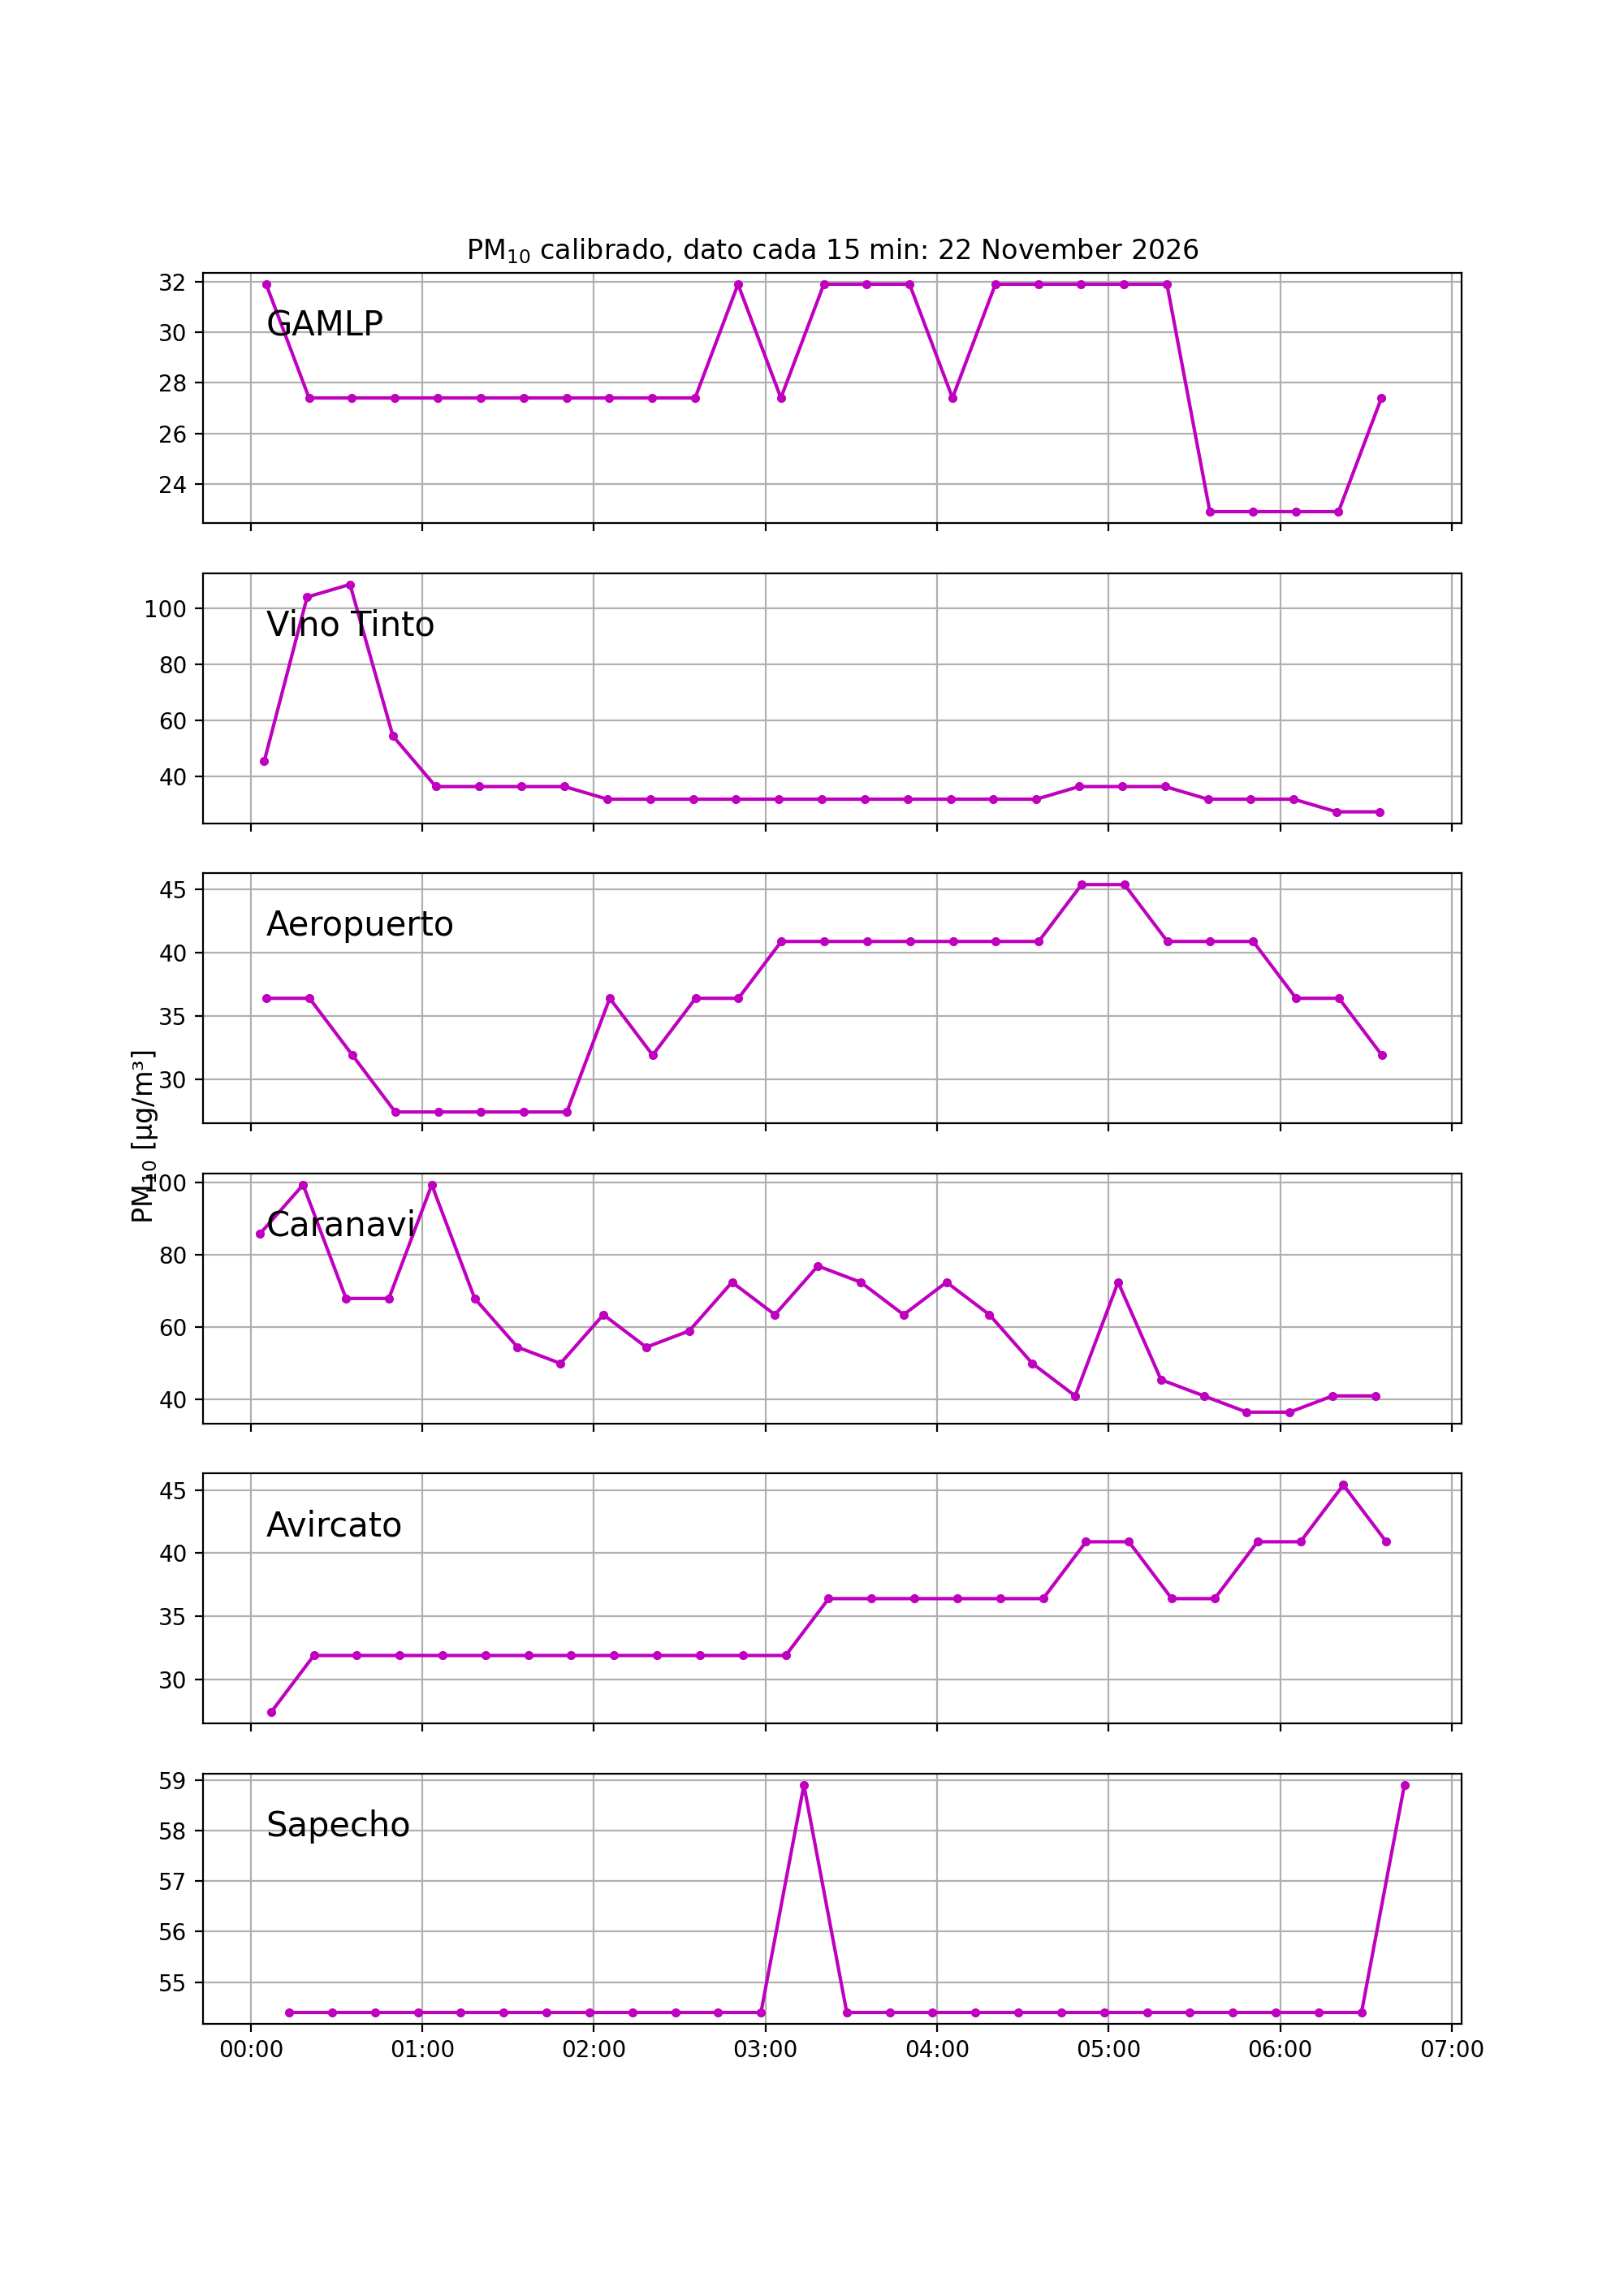 PM₁₀ calibrado, dato cada 15 min: 22 November 2026
32
30
28
26
24
GAMLP
100
80
60
40
Vino Tinto
45
40
35
30
Aeropuerto
PM₁₀ [µg/m³]
100
80
60
40
Caranavi
45
40
35
30
Avircato
59
58
57
56
55
Sapecho
00:00 01:00 02:00 03:00 04:00 05:00 06:00 07:00